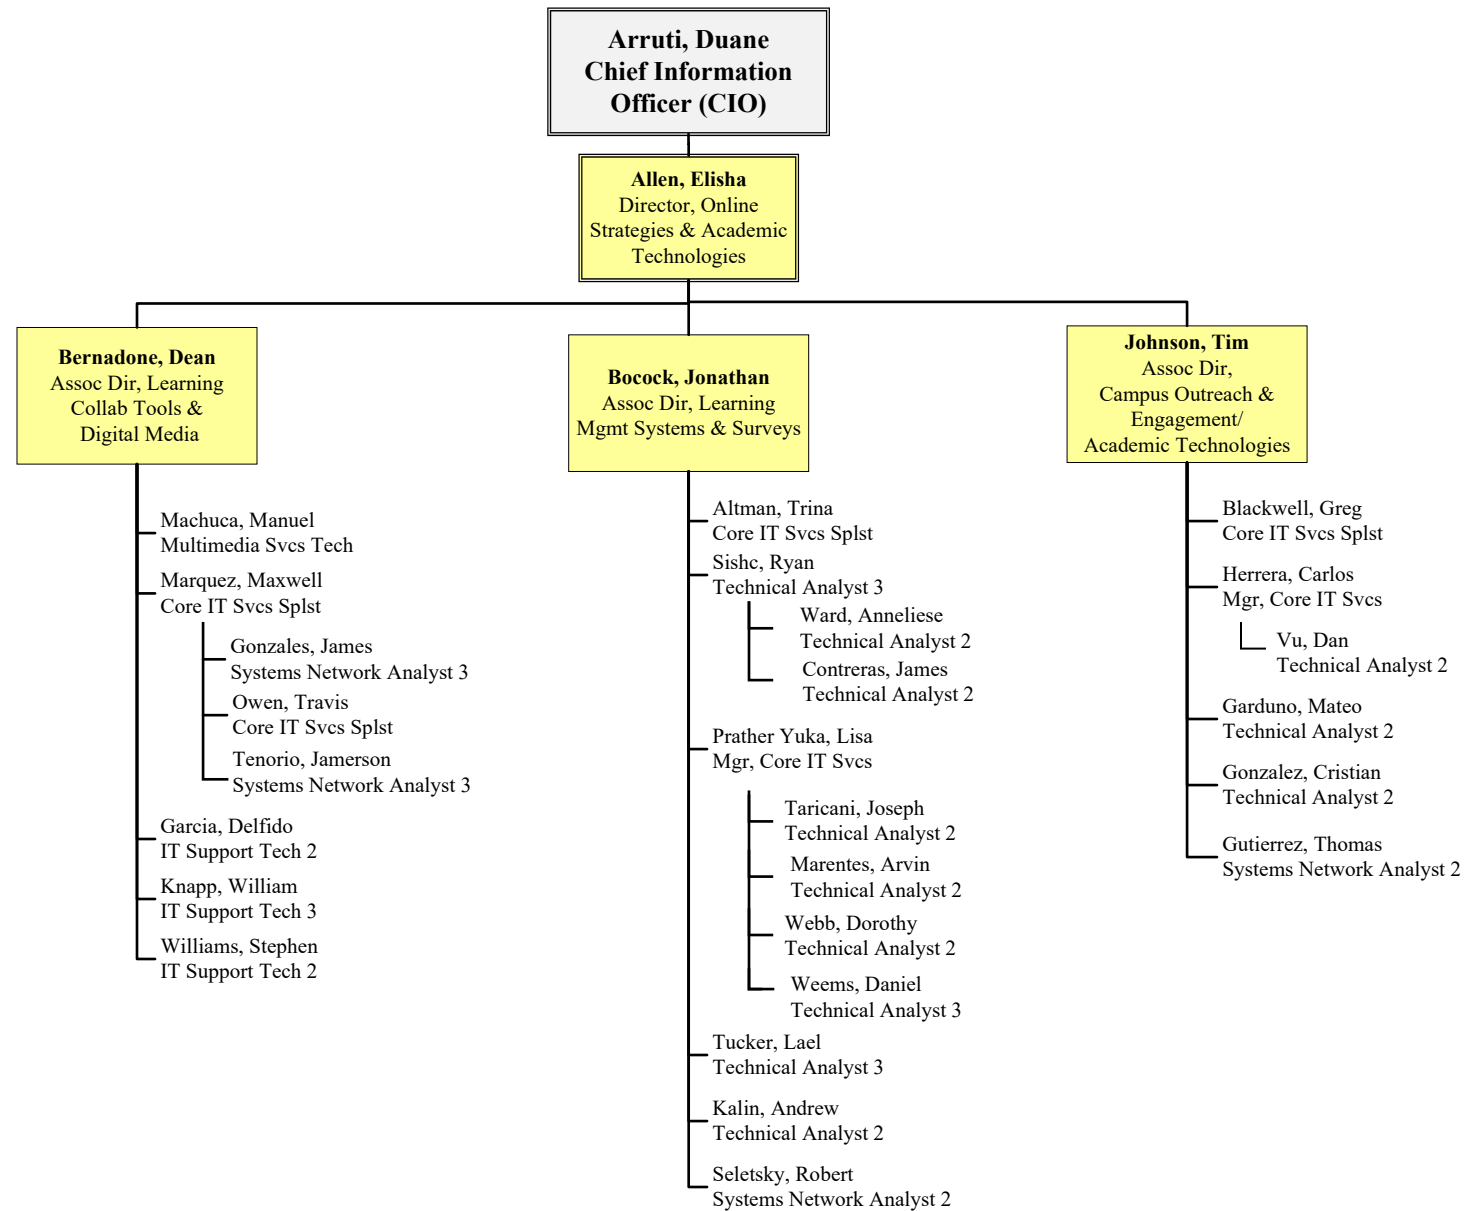 Arruti, Duane
Chief Information
Officer (CIO)
Allen, Elisha
Director, Online
Strategies & Academic
Technologies
Bernadone, Dean
Assoc Dir, Learning
Collab Tools &
Digital Media
Machuca, Manuel
Multimedia Svcs Tech
Marquez, Maxwell
Core IT Svcs Splst
Gonzales, James
Systems Network Analyst 3
Owen, Travis
Core IT Svcs Splst
Tenorio, Jamerson
Systems Network Analyst 3
Garcia, Delfido
IT Support Tech 2
Knapp, William
IT Support Tech 3
Williams, Stephen
IT Support Tech 2
Bocock, Jonathan
Assoc Dir, Learning
Mgmt Systems & Surveys
Altman, Trina
Core IT Svcs Splst
Sishc, Ryan
Technical Analyst 3
Ward, Anneliese
Technical Analyst 2
Contreras, James
Technical Analyst 2
Prather Yuka, Lisa
Mgr, Core IT Svcs
Taricani, Joseph
Technical Analyst 2
Marentes, Arvin
Technical Analyst 2
Webb, Dorothy
Technical Analyst 2
Weems, Daniel
Technical Analyst 3
Tucker, Lael
Technical Analyst 3
Kalin, Andrew
Technical Analyst 2
Seletsky, Robert
Systems Network Analyst 2
Johnson, Tim
Assoc Dir,
Campus Outreach &
Engagement/
Academic Technologies
Blackwell, Greg
Core IT Svcs Splst
Herrera, Carlos
Mgr, Core IT Svcs
Vu, Dan
Technical Analyst 2
Garduno, Mateo
Technical Analyst 2
Gonzalez, Cristian
Technical Analyst 2
Gutierrez, Thomas
Systems Network Analyst 2